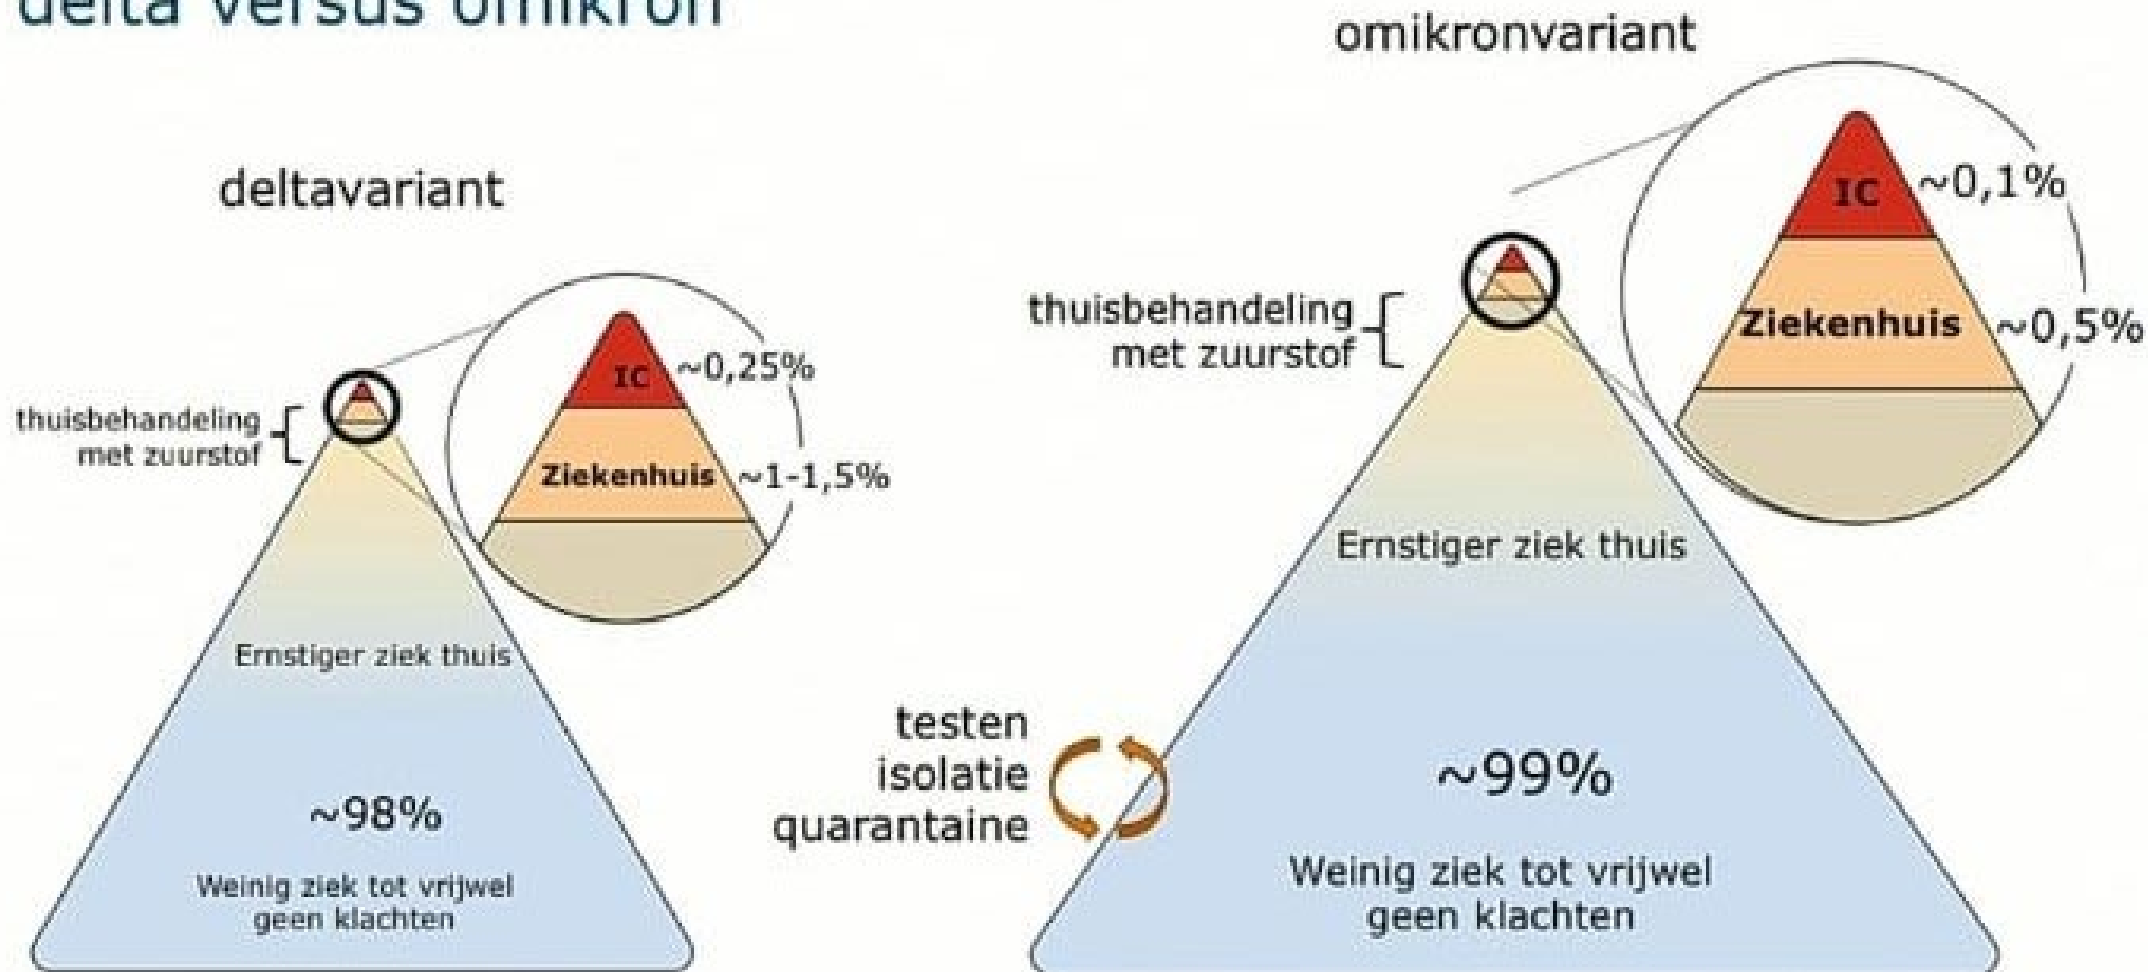 delta versus omikron
deltavariant
IC
~0,25%
Ziekenhuis
~1-1,5%
thuisbehandeling
met zuurstof
Ernstiger ziek thuis
~98%
Weinig ziek tot vrijwel
geen klachten
omikronvariant
IC
~0,1%
Ziekenhuis
~0,5%
thuisbehandeling
met zuurstof
Ernstiger ziek thuis
testen
isolatie
quarantaine
~99%
Weinig ziek tot vrijwel
geen klachten